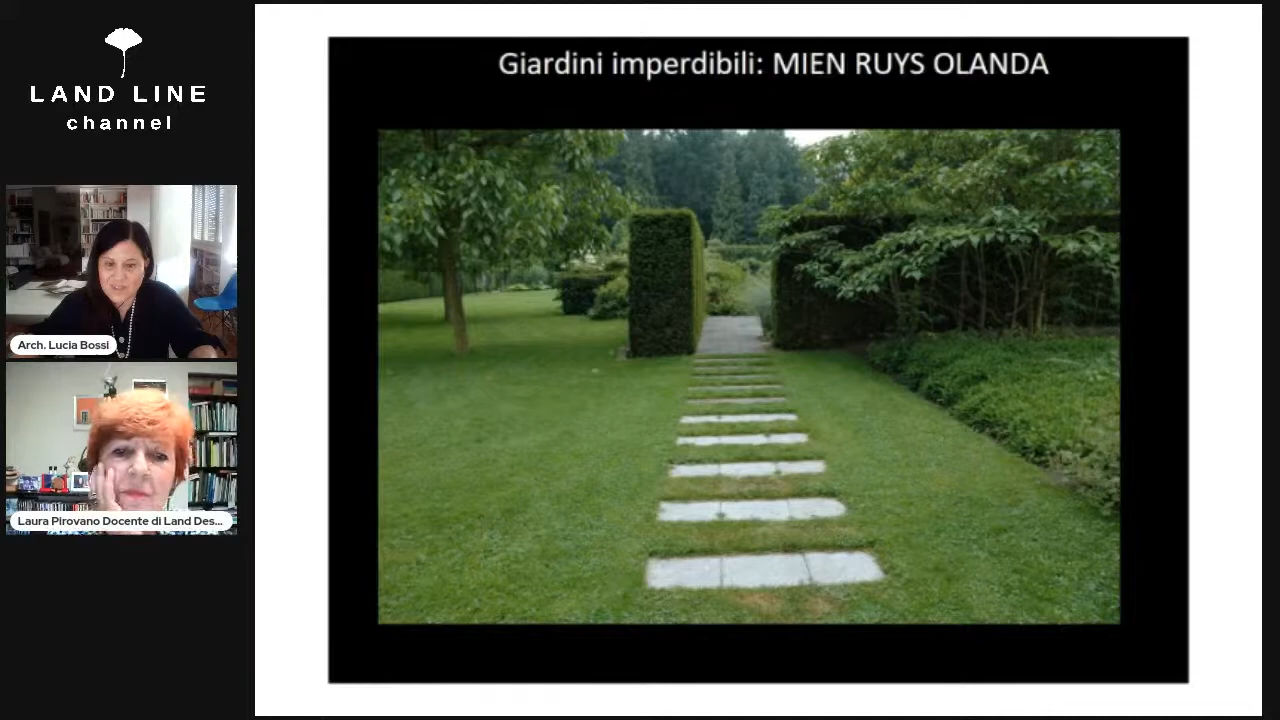 LAND LINE
channel
Giardini imperdibili: MIEN RUYS OLANDA
Arch. Lucia Bossi
Laura Pirovano Docente di Land Des...